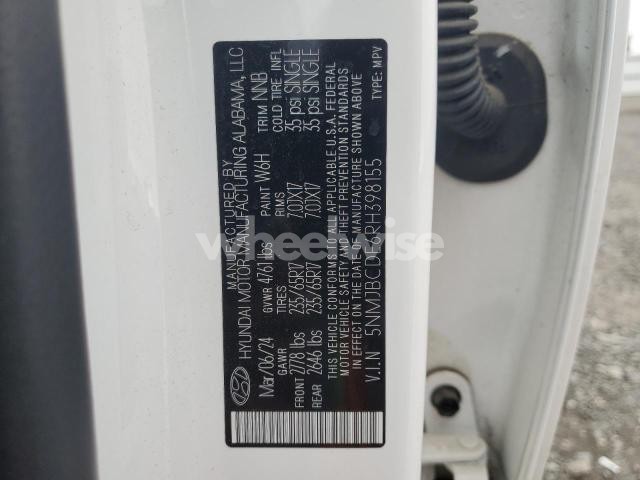 MANUFACTURED BY
HYUNDAI MOTOR MANUFACTURING ALABAMA, LLC
Mar/06/24 GVWR 4761 lbs PAINT W6H TRIM NNB
GAWR TIRES RIMS COLD TIRE INFL
FRONT 2778 lbs 235/65R17 7.0JX17 35 psi SINGLE
REAR 2646 lbs 235/65R17 7.0JX17 35 psi SINGLE
THIS VEHICLE CONFORMS TO ALL APPLICABLE U.S.A. FEDERAL
MOTOR VEHICLE SAFETY AND THEFT PREVENTION STANDARDS
IN EFFECT ON THE DATE OF MANUFACTURE SHOWN ABOVE
V.I.N 5NMJBCDE6RH398155 TYPE: MPV
wheelwise